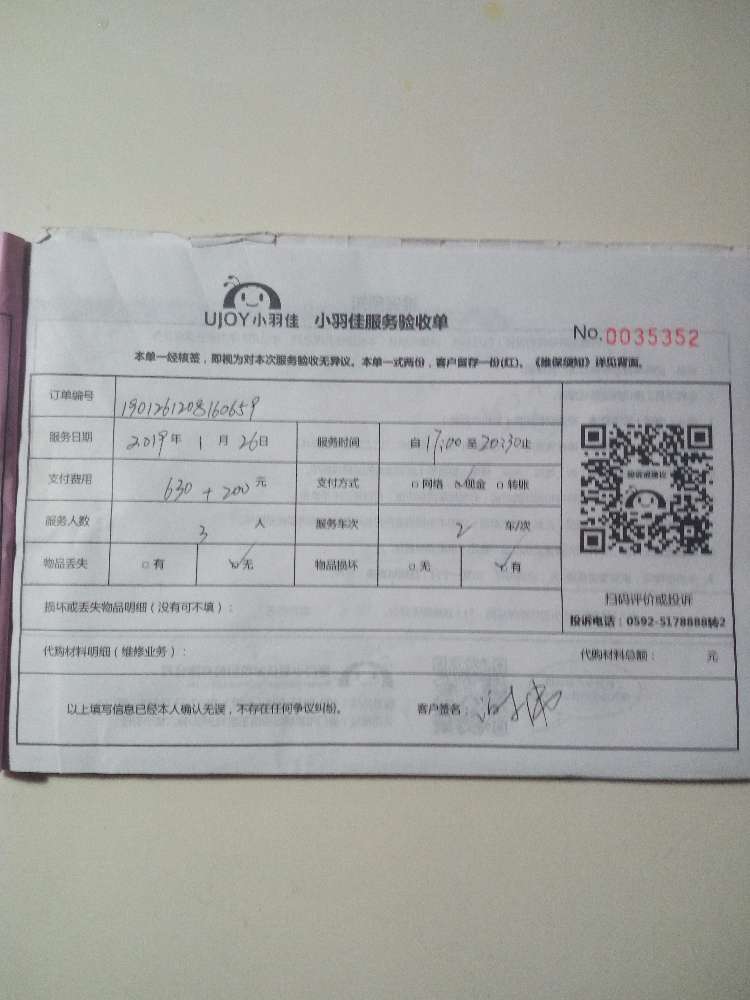 UJOY小羽佳 小羽佳服务验收单
No. 0035352
本单一经核签，即视为对本次服务验收无异议。本单一式两份，客户留存一份(红)。《维保须知》详见背面。
订单编号 1901261208160659
服务日期 2019年 1 月 26日 服务时间 自 17:00 至 20:30止
支付费用 630 + 200 元 支付方式 □ 网络 ☑ 现金 □ 转账
服务人数 3 人 服务车次 2 车/次
物品丢失 □ 有 ☑ 无 物品损坏 □ 无 ☑ 有
投诉或建议
扫码评价或投诉
投诉电话：0592-5178888转2
损坏或丢失物品明细（没有可不填）：
代购材料明细（维修业务）： 代购材料总额： 元
以上填写信息已经本人确认无误，不存在任何争议纠纷。 客户签名